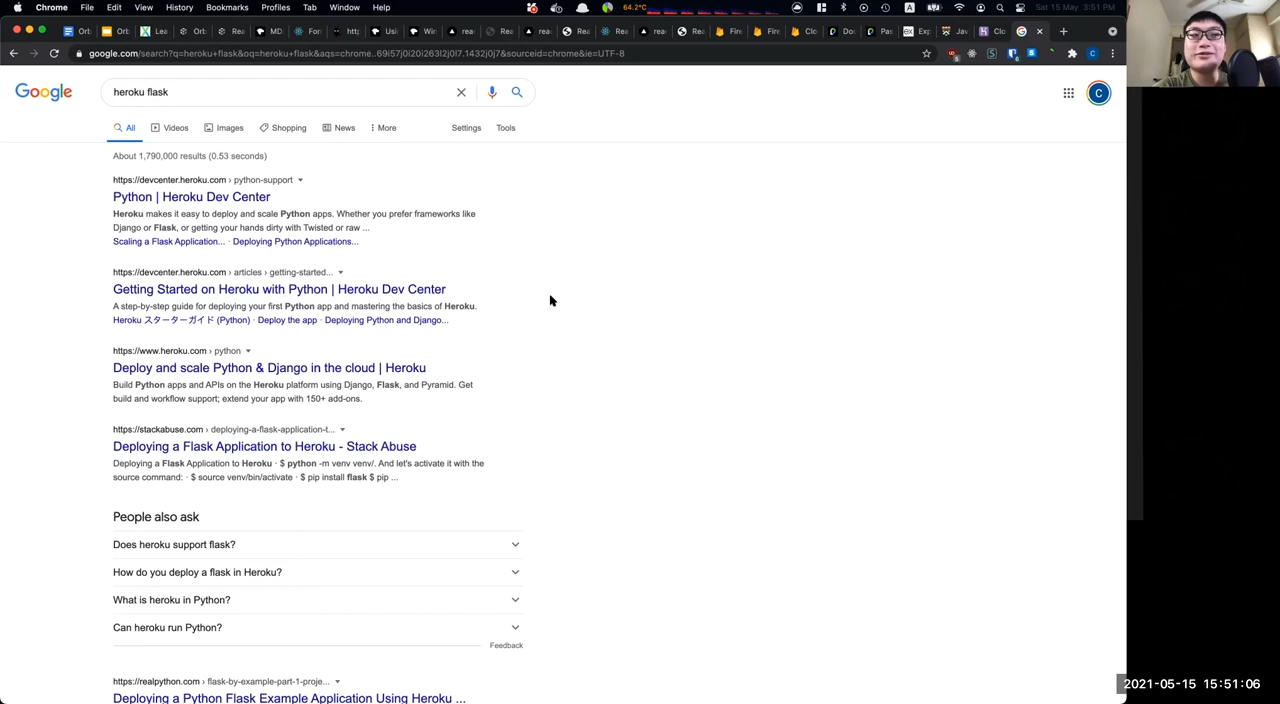 Chrome File Edit View History Bookmarks Profiles Tab Window Help 64.2°C Sat 15 May 3:51 PM
google.com/search?q=heroku+flask&oq=heroku+flask&aqs=chrome..69i57j0i20i263l2j0l7.1432j0j7&sourceid=chrome&ie=UTF-8
Google
heroku flask
C
All Videos Images Shopping News More Settings Tools
About 1,790,000 results (0.53 seconds)
https://devcenter.heroku.com › python-support
Python | Heroku Dev Center
Heroku makes it easy to deploy and scale Python apps. Whether you prefer frameworks like
Django or Flask, or getting your hands dirty with Twisted or raw ...
Scaling a Flask Application... · Deploying Python Applications...
https://devcenter.heroku.com › articles › getting-started...
Getting Started on Heroku with Python | Heroku Dev Center
A step-by-step guide for deploying your first Python app and mastering the basics of Heroku.
Heroku スターターガイド (Python) · Deploy the app · Deploying Python and Django...
https://www.heroku.com › python
Deploy and scale Python & Django in the cloud | Heroku
Build Python apps and APIs on the Heroku platform using Django, Flask, and Pyramid. Get
build and workflow support; extend your app with 150+ add-ons.
https://stackabuse.com › deploying-a-flask-application-t...
Deploying a Flask Application to Heroku - Stack Abuse
Deploying a Flask Application to Heroku · $ python -m venv venv/. And let's activate it with the
source command: · $ source venv/bin/activate · $ pip install flask $ pip ...
People also ask
Does heroku support flask?
How do you deploy a flask in Heroku?
What is heroku in Python?
Can heroku run Python?
Feedback
https://realpython.com › flask-by-example-part-1-proje...
Deploying a Python Flask Example Application Using Heroku ...
2021-05-15 15:51:06